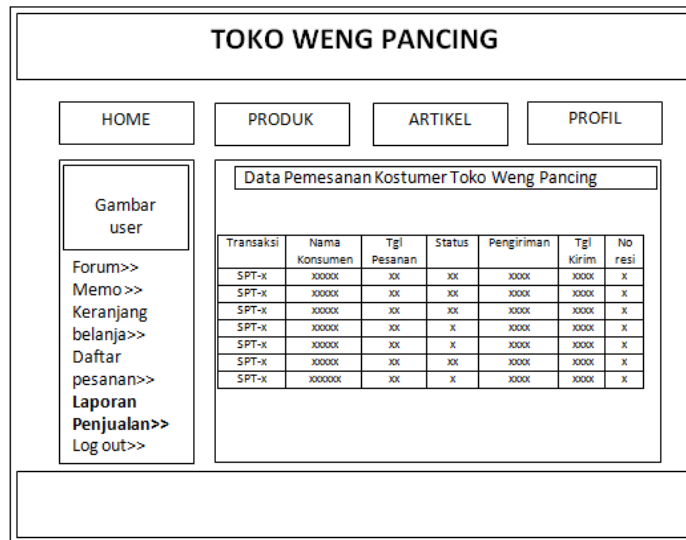 TOKO WENG PANCING
HOME PRODUK ARTIKEL PROFIL
Gambar
user
Forum>>
Memo>>
Keranjang
belanja>>
Daftar
pesanan>>
Laporan
Penjualan>>
Log out>>
Data Pemesanan Kostumer Toko Weng Pancing
Transaksi Nama Konsumen Tgl Pesanan Status Pengiriman Tgl Kirim No resi
SPT-x xxxxx xx xx xxxx xxxx x
SPT-x xxxxx xx xx xxxx xxxx x
SPT-x xxxxx xx xx xxxx xxxx x
SPT-x xxxxx xx x xxxx xxxx x
SPT-x xxxxx xx x xxxx xxxx x
SPT-x xxxxx xx xx xxxx xxxx x
SPT-x xxxxxx xx x xxxx xxxx x